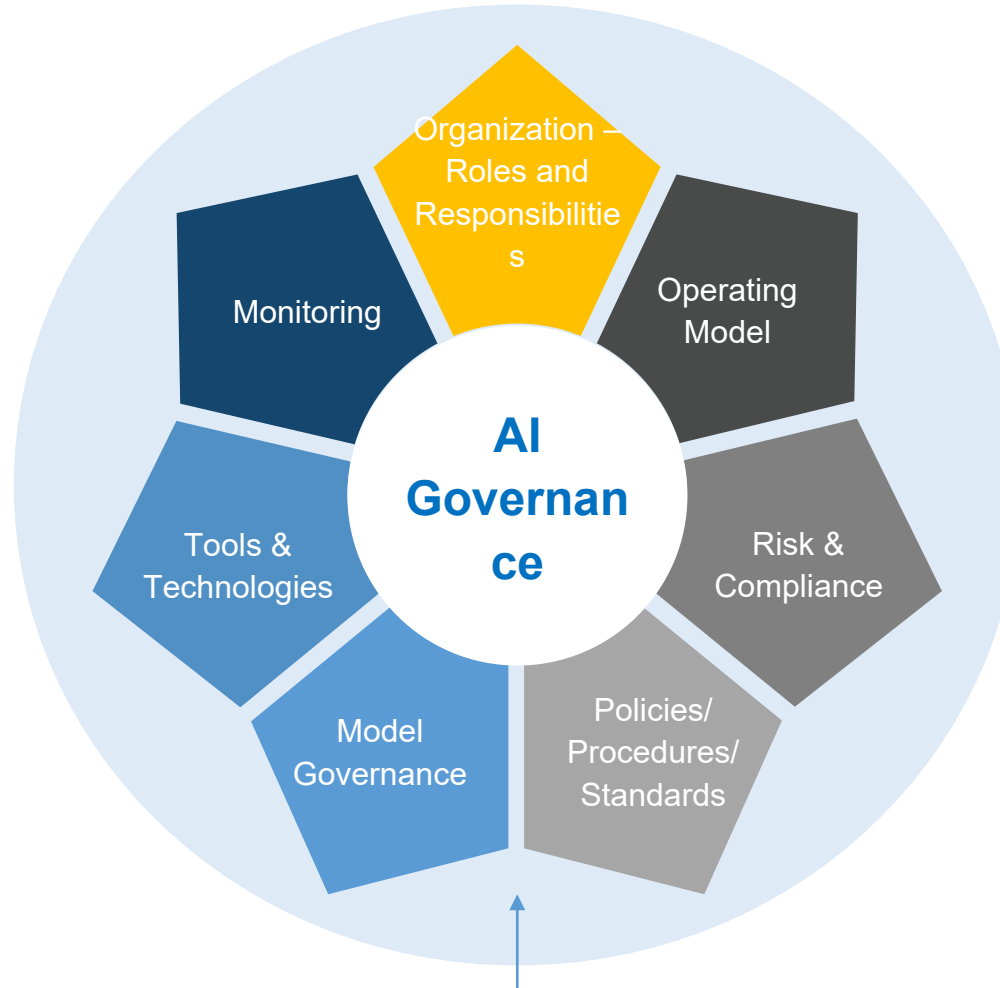 Organization –
Roles and
Responsibilitie
s
Operating
Model
Risk &
Compliance
Policies/
Procedures/
Standards
Model
Governance
Tools &
Technologies
Monitoring
AI
Governan
ce